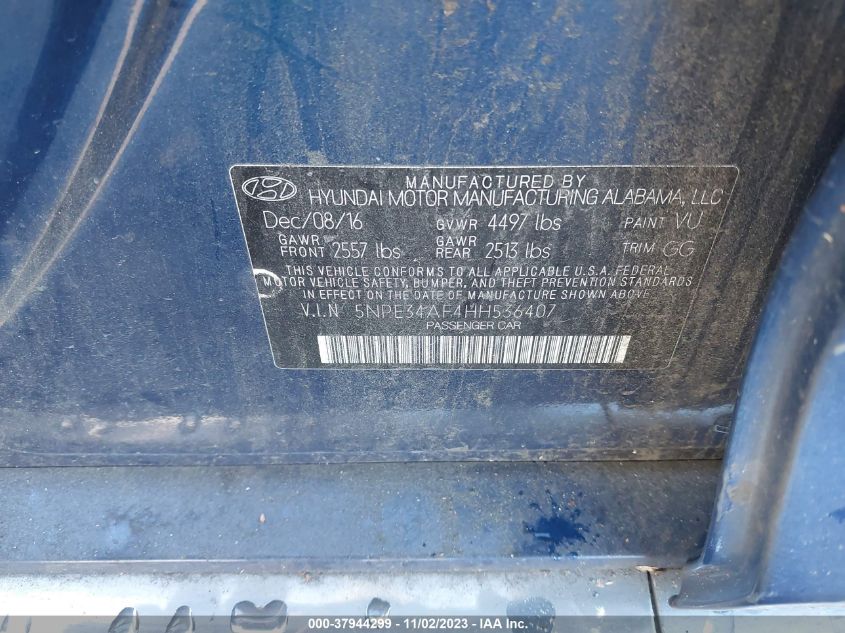 MANUFACTURED BY
HYUNDAI MOTOR MANUFACTURING ALABAMA, LLC
Dec/08/16 GVWR 4497 lbs PAINT VU
GAWR FRONT 2557 lbs GAWR REAR 2513 lbs TRIM GG
THIS VEHICLE CONFORMS TO ALL APPLICABLE U.S.A. FEDERAL
MOTOR VEHICLE SAFETY, BUMPER, AND THEFT PREVENTION STANDARDS
IN EFFECT ON THE DATE OF MANUFACTURE SHOWN ABOVE.
V.I.N 5NPE34AF4HH536407
PASSENGER CAR
000-37944299 - 11/02/2023 - IAA Inc.